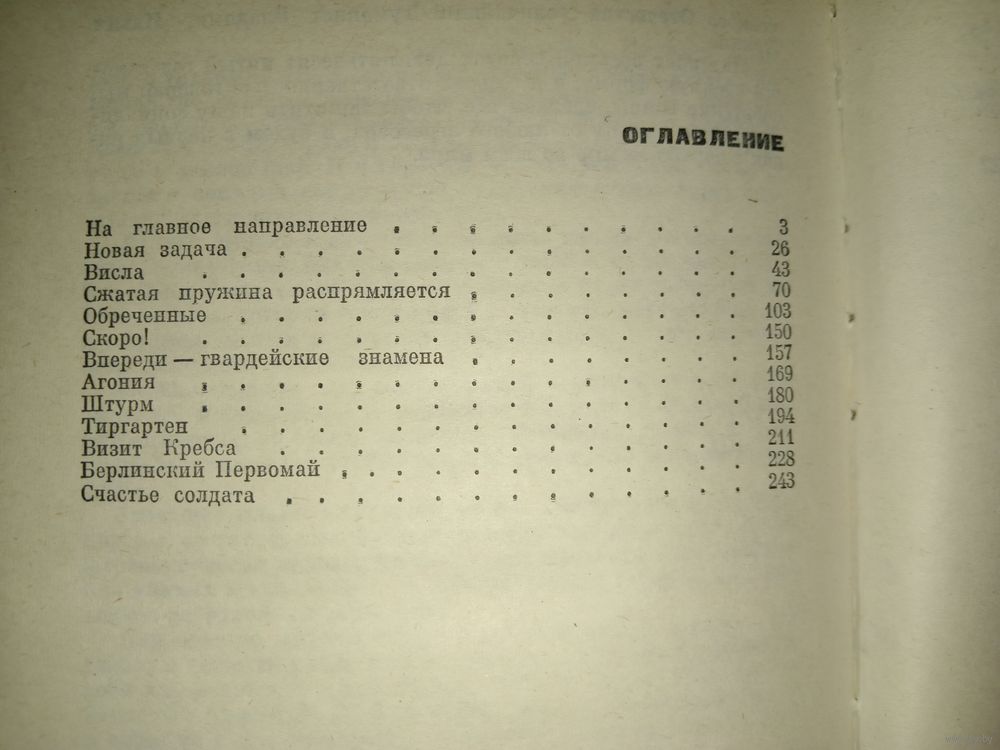 ОГЛАВЛЕНИЕ
На главное направление . . . . . . . . . . 3
Новая задача . . . . . . . . . . . . . . 26
Висла . . . . . . . . . . . . . . . 43
Сжатая пружина распрямляется . . . . . . . . 70
Обреченные . . . . . . . . . . . . . . 103
Скоро! . . . . . . . . . . . . . . . 150
Впереди — гвардейские знамена . . . . . . . . 157
Агония . . . . . . . . . . . . . . . 169
Штурм . . . . . . . . . . . . . . . 180
Тиргартен . . . . . . . . . . . . . . 194
Визит Кребса . . . . . . . . . . . . . 211
Берлинский Первомай . . . . . . . . . . . 228
Счастье солдата . . . . . . . . . . . . . 243